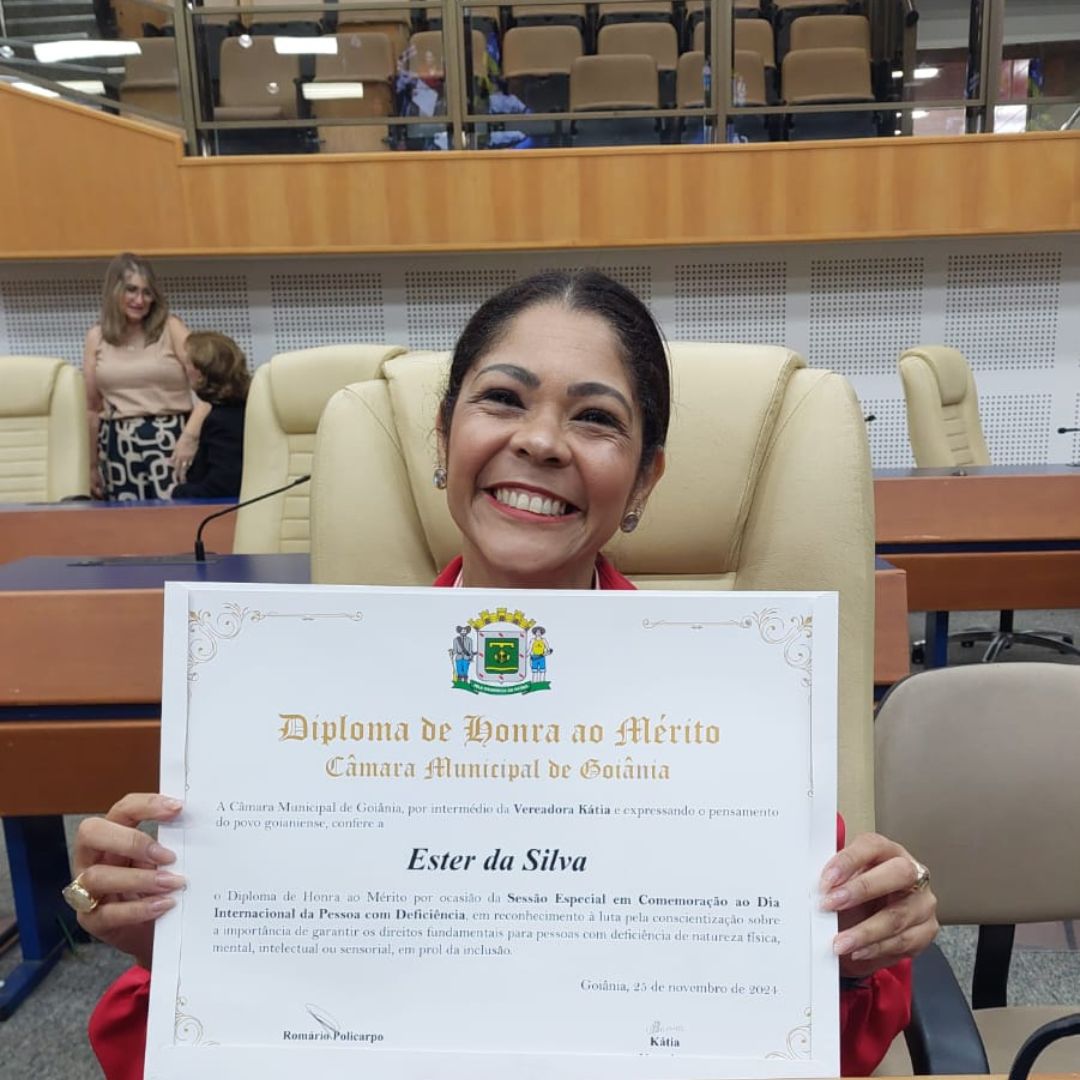 Diploma de Honra ao Mérito
Câmara Municipal de Goiânia
A Câmara Municipal de Goiânia, por intermédio da Vereadora Kátia e expressando o pensamento
do povo goianiense, confere a
Ester da Silva
o Diploma de Honra ao Mérito por ocasião da Sessão Especial em Comemoração ao Dia
Internacional da Pessoa com Deficiência, em reconhecimento à luta pela conscientização sobre
a importância de garantir os direitos fundamentais para pessoas com deficiência de natureza física,
mental, intelectual ou sensorial, em prol da inclusão.
Goiânia, 25 de novembro de 2024.
Romário Policarpo
Kátia